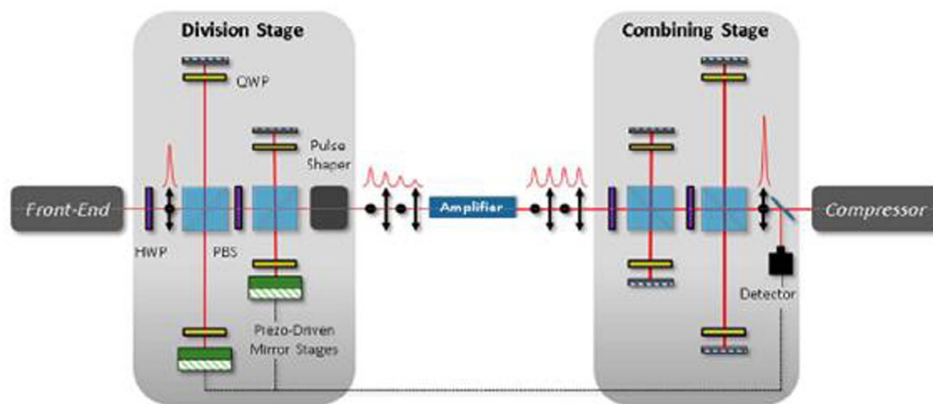 Division Stage
Combining Stage
QWP
Pulse
Shaper
Front-End
Amplifier
Compressor
HWP
PBS
Detector
Piezo-Driven
Mirror Stages